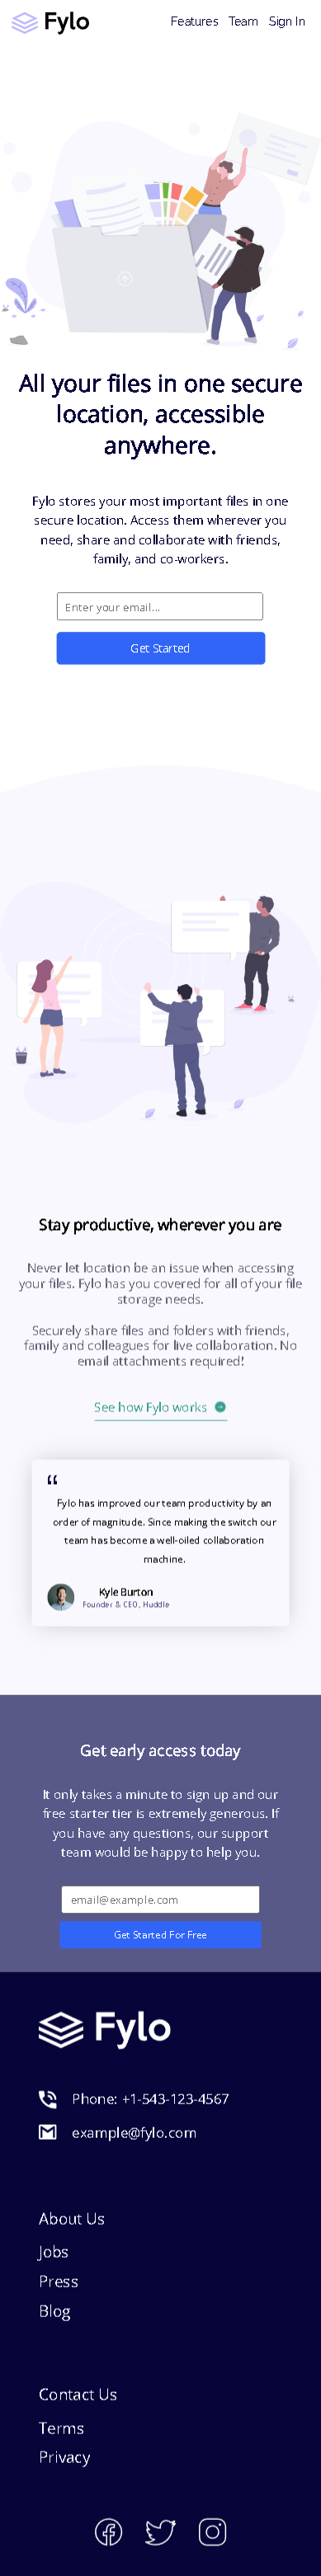 Fylo
Features Team Sign In
All your files in one secure
location, accessible
anywhere.
Fylo stores your most important files in one
secure location. Access them wherever you
need, share and collaborate with friends,
family, and co-workers.
Enter your email...
Get Started
Stay productive, wherever you are
Never let location be an issue when accessing
your files. Fylo has you covered for all of your file
storage needs.
Securely share files and folders with friends,
family and colleagues for live collaboration. No
email attachments required!
See how Fylo works
“
Fylo has improved our team productivity by an
order of magnitude. Since making the switch our
team has become a well-oiled collaboration
machine.
Kyle Burton
Founder & CEO, Huddle
Get early access today
It only takes a minute to sign up and our
free starter tier is extremely generous. If
you have any questions, our support
team would be happy to help you.
email@example.com
Get Started For Free
Fylo
Phone: +1-543-123-4567
example@fylo.com
About Us
Jobs
Press
Blog
Contact Us
Terms
Privacy